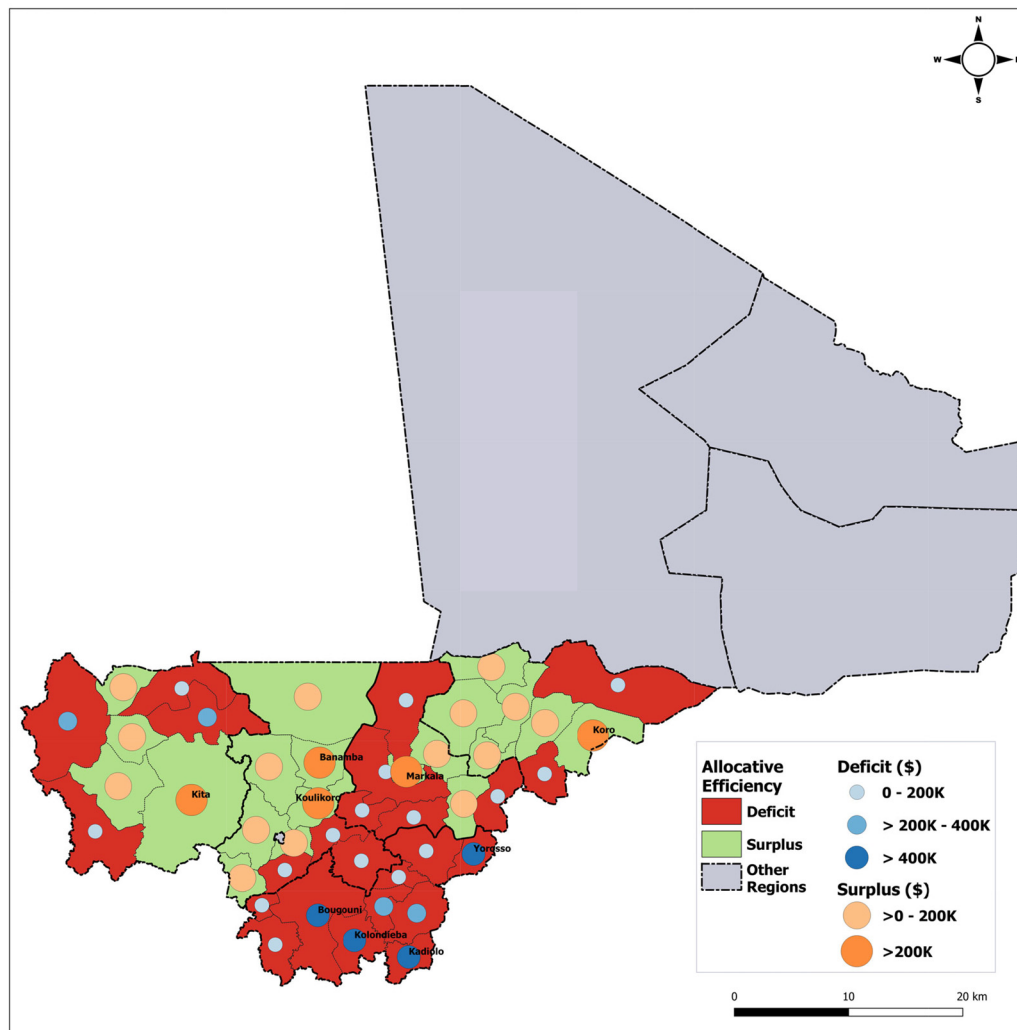 N
W
S
Koro
Banamba
Markala
Kita
Koulikoro
Yorosso
Bougouni
Kolondieba
Kadiolo
Allocative
Efficiency
Deficit
Surplus
Other
Regions
Deficit ($)
0 - 200K
> 200K - 400K
> 400K
Surplus ($)
>0 - 200K
>200K
0 10 20 km